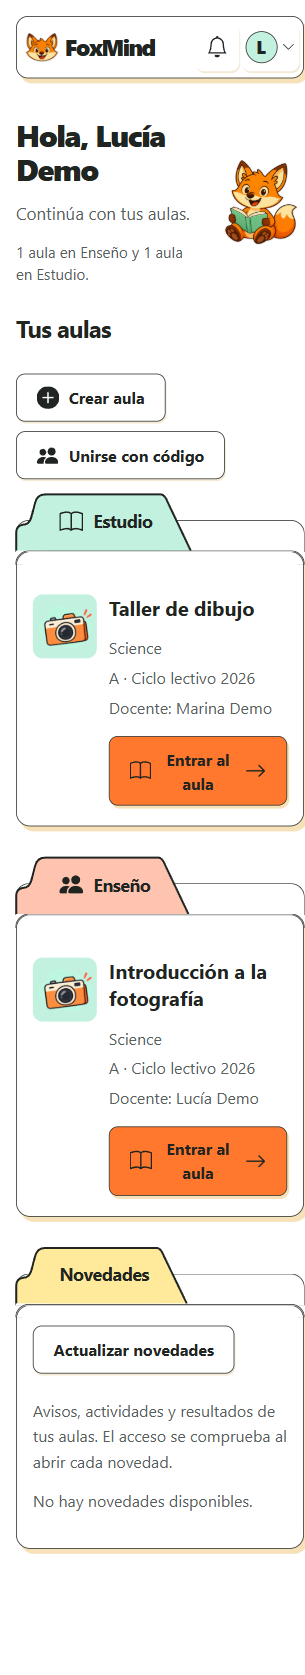 FoxMind
L
Hola, Lucía
Demo
Continúa con tus aulas.
1 aula en Enseño y 1 aula
en Estudio.
Tus aulas
Crear aula
Unirse con código
Estudio
Taller de dibujo
Science
A · Ciclo lectivo 2026
Docente: Marina Demo
Entrar al
aula
Enseño
Introducción a la
fotografía
Science
A · Ciclo lectivo 2026
Docente: Lucía Demo
Entrar al
aula
Novedades
Actualizar novedades
Avisos, actividades y resultados de
tus aulas. El acceso se comprueba al
abrir cada novedad.
No hay novedades disponibles.